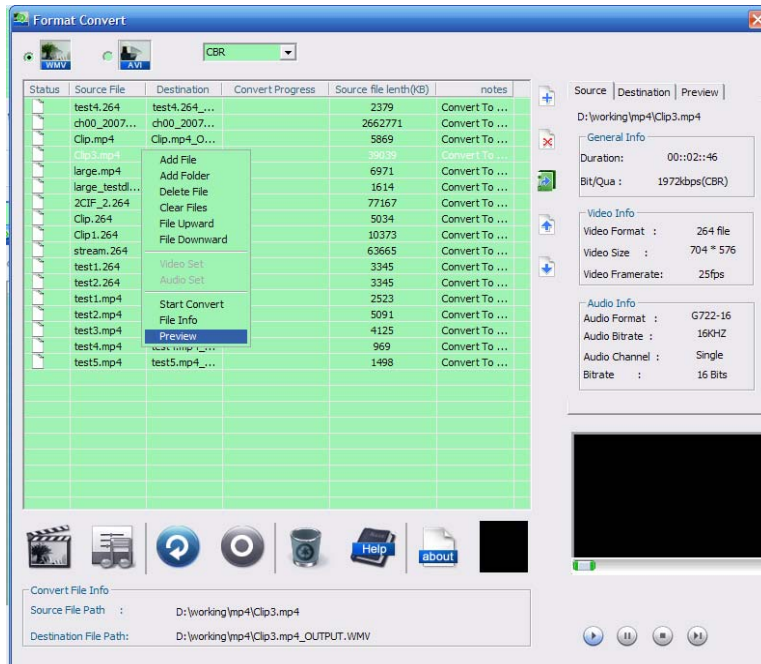 Format Convert
WMV AVI CBR
Status Source File Destination Convert Progress Source file lenth(KB) notes
test4.264 test4.264_... 2379 Convert To ...
ch00_2007... ch00_2007... 2662771 Convert To ...
Clip.mp4 Clip.mp4_O... 5869 Convert To ...
Clip3.mp4 39039 Convert To ...
large.mp4 6971 Convert To ...
large_testdl... 1614 Convert To ...
2CIF_2.264 77167 Convert To ...
Clip.264 5034 Convert To ...
Clip1.264 10373 Convert To ...
stream.264 63665 Convert To ...
test1.264 3345 Convert To ...
test2.264 3345 Convert To ...
test1.mp4 2523 Convert To ...
test2.mp4 5091 Convert To ...
test3.mp4 4125 Convert To ...
test4.mp4 969 Convert To ...
test5.mp4 test5.mp4_... 1498 Convert To ...
Add File
Add Folder
Delete File
Clear Files
File Upward
File Downward
Video Set
Audio Set
Start Convert
File Info
Preview
Source Destination Preview
D:\working\mp4\Clip3.mp4
General Info
Duration: 00::02::46
Bit/Qua : 1972kbps(CBR)
Video Info
Video Format : 264 file
Video Size : 704 * 576
Video Framerate: 25fps
Audio Info
Audio Format : G722-16
Audio Bitrate : 16KHZ
Audio Channel : Single
Bitrate : 16 Bits
Help about
Convert File Info
Source File Path : D:\working\mp4\Clip3.mp4
Destination File Path: D:\working\mp4\Clip3.mp4_OUTPUT.WMV